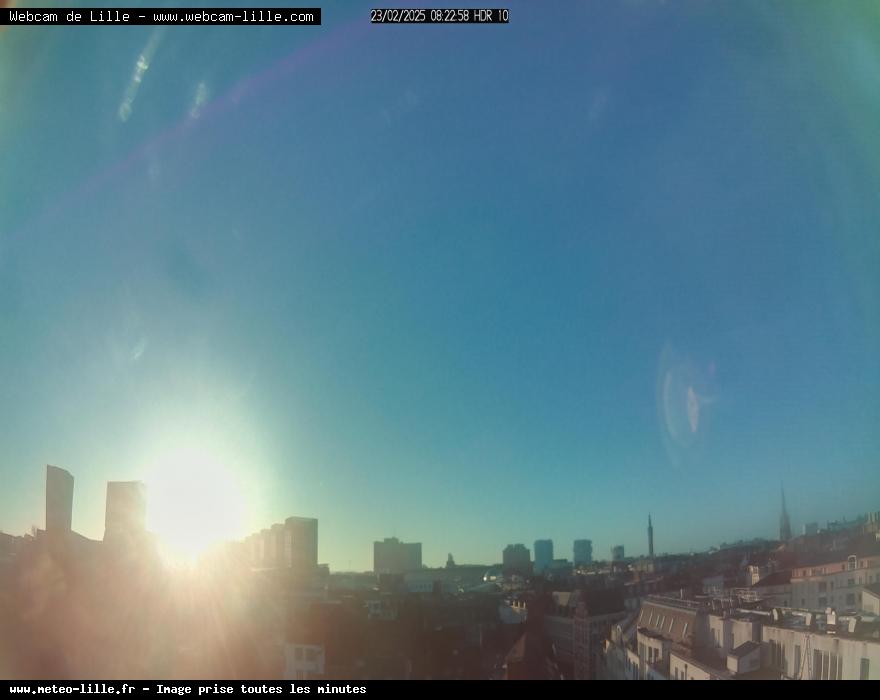 Webcam de Lille - www.webcam-lille.com
23/02/2025 08:22:58 HDR 10
www.meteo-lille.fr - Image prise toutes les minutes